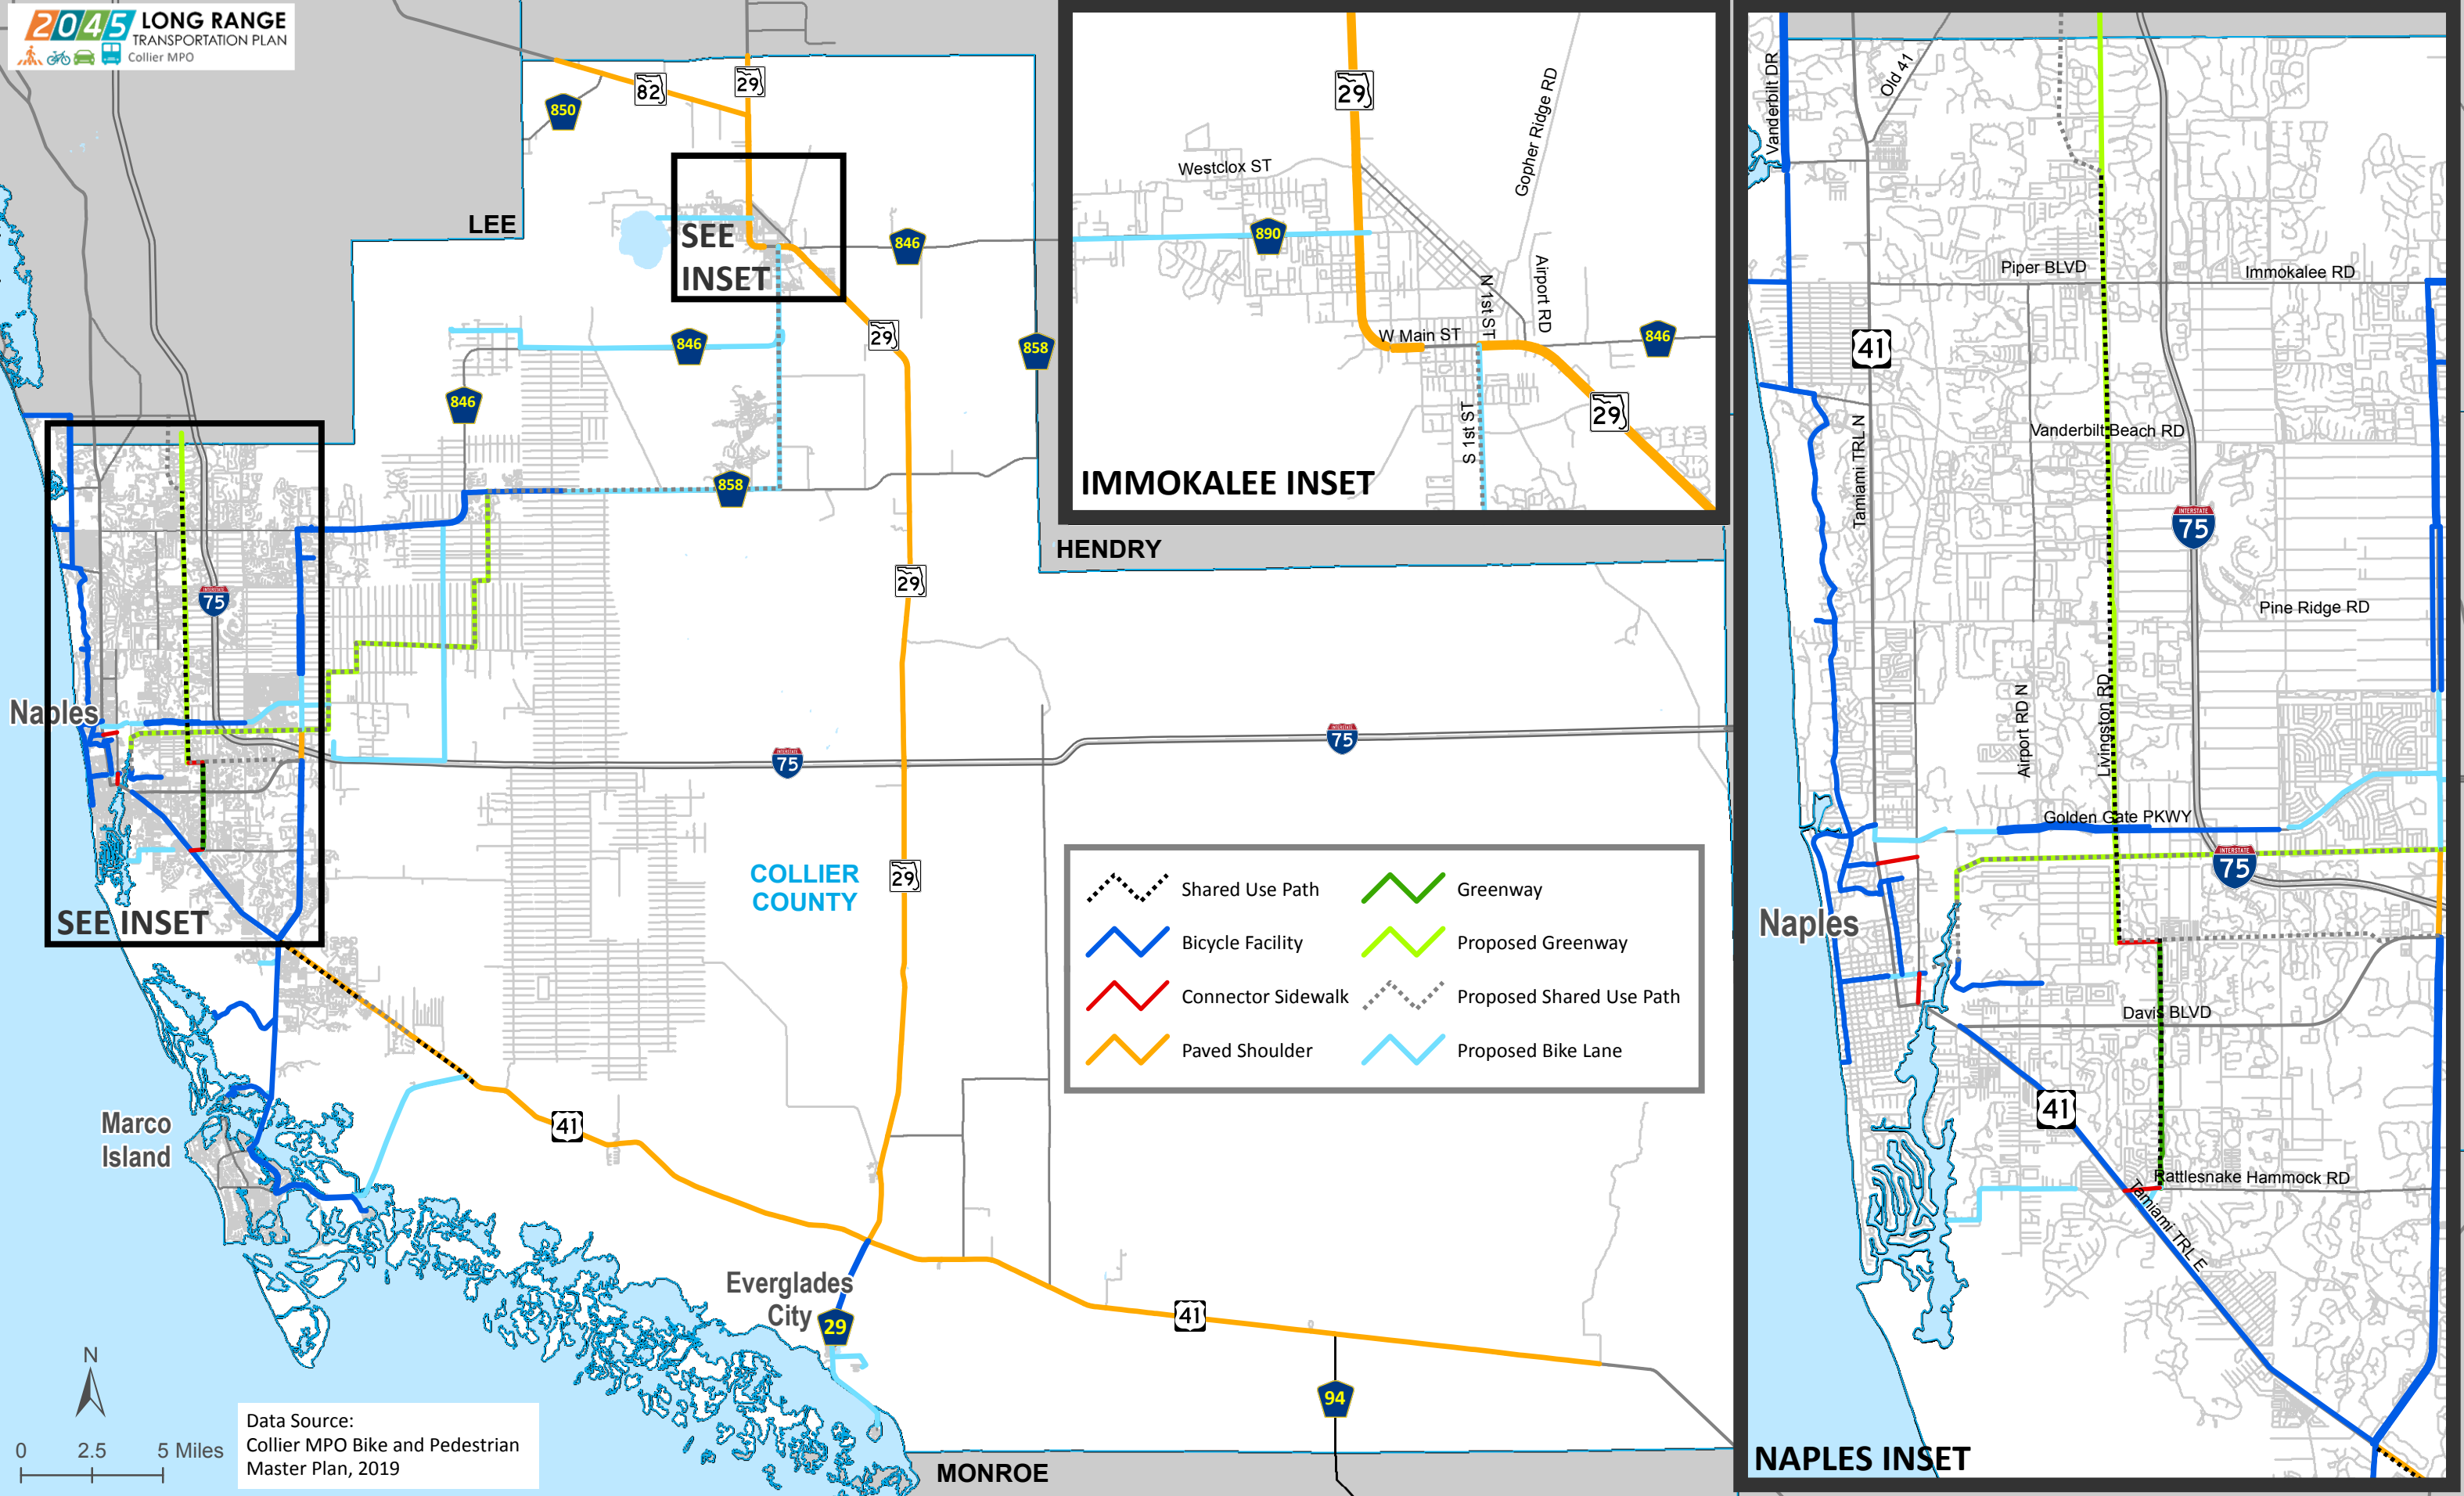 2045 LONG RANGE
TRANSPORTATION PLAN
Collier MPO
850
82
29
LEE
SEE
INSET
846
29
846
858
846
858
29
75
75
75
Naples
SEE INSET
COLLIER
COUNTY
29
HENDRY
41
Marco
Island
Everglades
City
29
41
94
MONROE
N
0 2.5 5 Miles
Data Source:
Collier MPO Bike and Pedestrian
Master Plan, 2019
Shared Use Path
Bicycle Facility
Connector Sidewalk
Paved Shoulder
Greenway
Proposed Greenway
Proposed Shared Use Path
Proposed Bike Lane
29
Westclox ST
Gopher Ridge RD
890
N 1st ST
Airport RD
W Main ST
846
S 1st ST
29
IMMOKALEE INSET
Vanderbilt DR
Old 41
Piper BLVD
Immokalee RD
41
Tamiami TRL N
Vanderbilt Beach RD
INTERSTATE
75
Pine Ridge RD
Airport RD N
Livingston RD
Golden Gate PKWY
INTERSTATE
75
Naples
Davis BLVD
41
Rattlesnake Hammock RD
Tamiami TRL E
NAPLES INSET